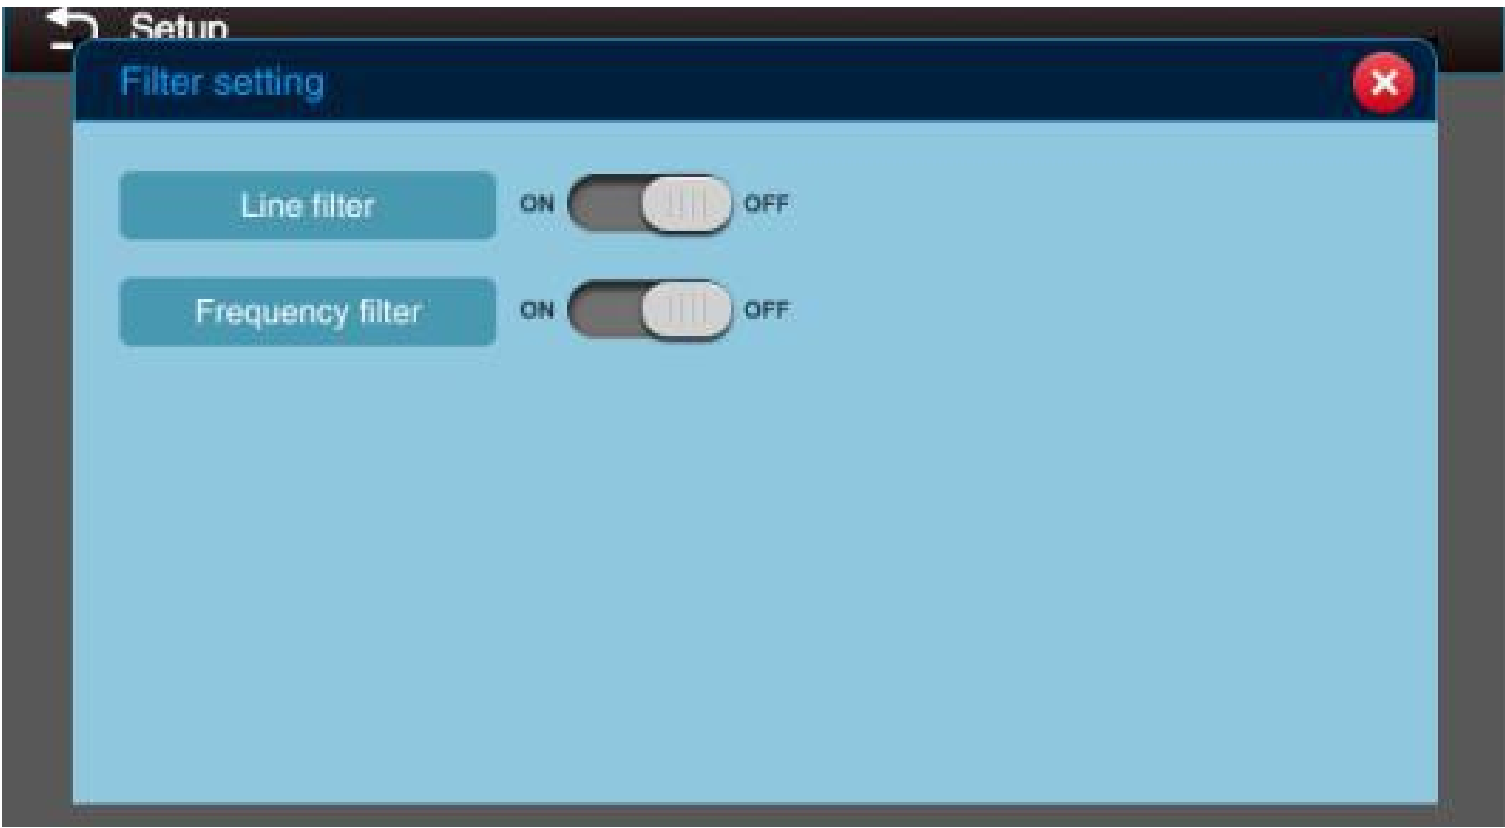 Setup
Filter setting
Line filter
ON OFF
Frequency filter
ON OFF